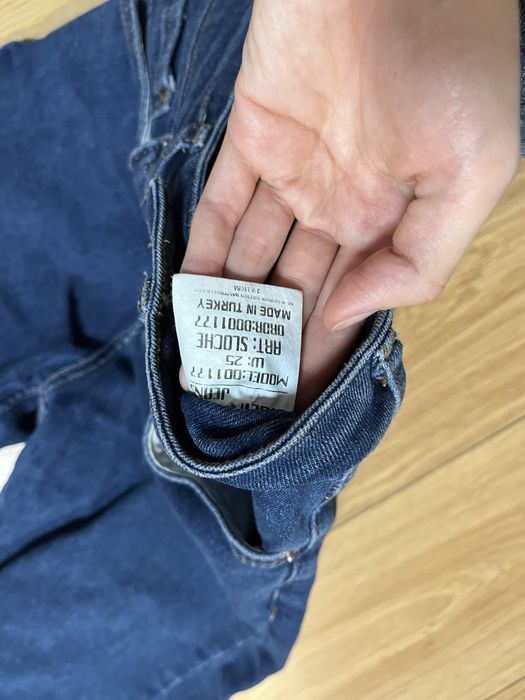 JEANS
MODEL:001177
W: 25
ART: SLOCHE
ORDR:0001177
MADE IN TURKEY